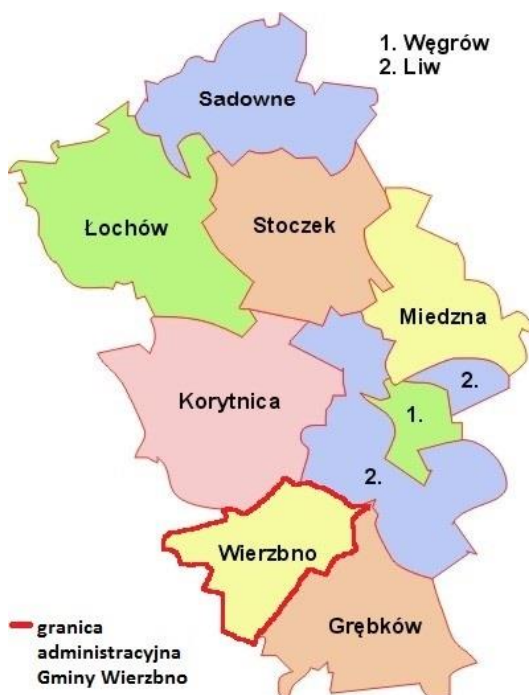 1. Węgrów
2. Liw
Sadowne
Łochów
Stoczek
Miedzna
2.
Korytnica
1.
2.
Wierzbno
granica
administracyjna
Gminy Wierzbno
Grębków